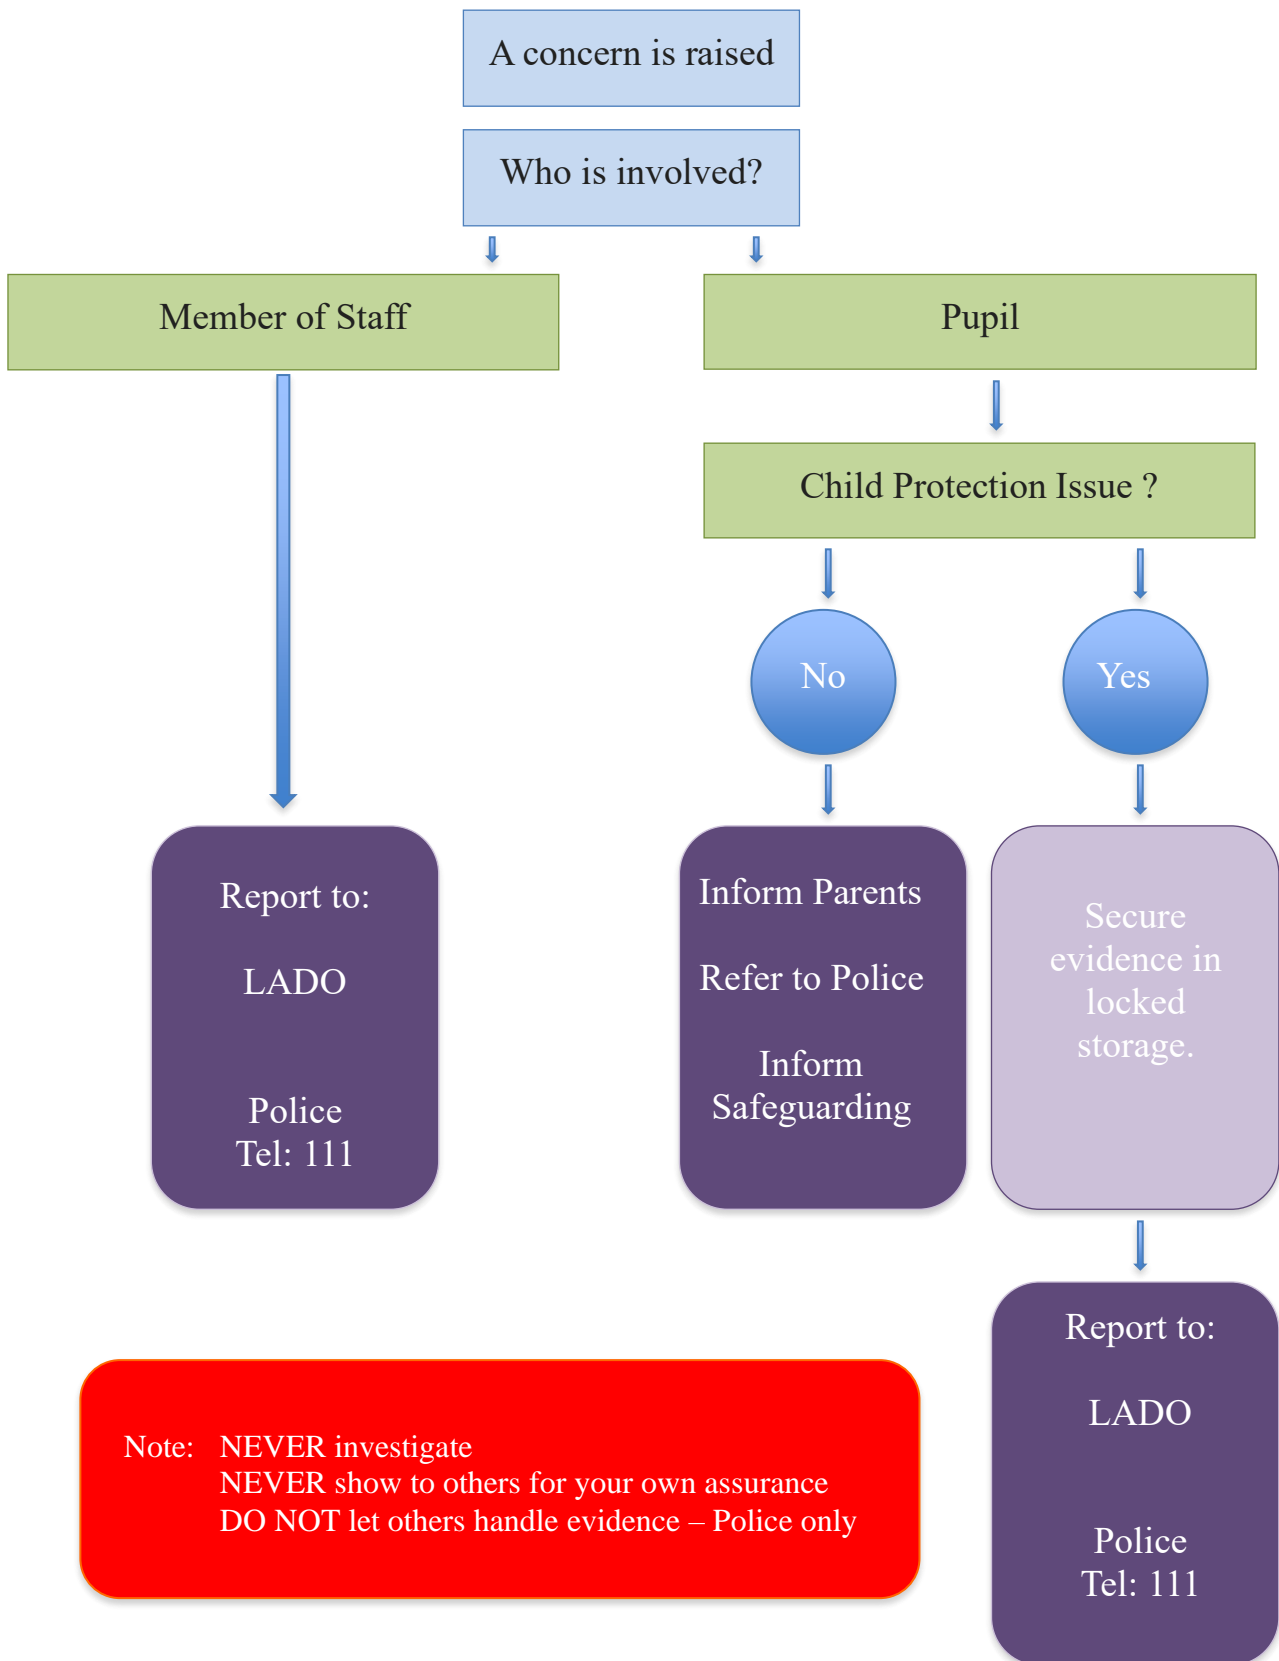 A concern is raised
Who is involved?
Member of Staff
Pupil
Child Protection Issue ?
No
Yes
Report to:
LADO
Police
Tel: 111
Inform Parents
Refer to Police
Inform
Safeguarding
Secure
evidence in
locked
storage.
Report to:
LADO
Police
Tel: 111
Note: NEVER investigate
NEVER show to others for your own assurance
DO NOT let others handle evidence – Police only